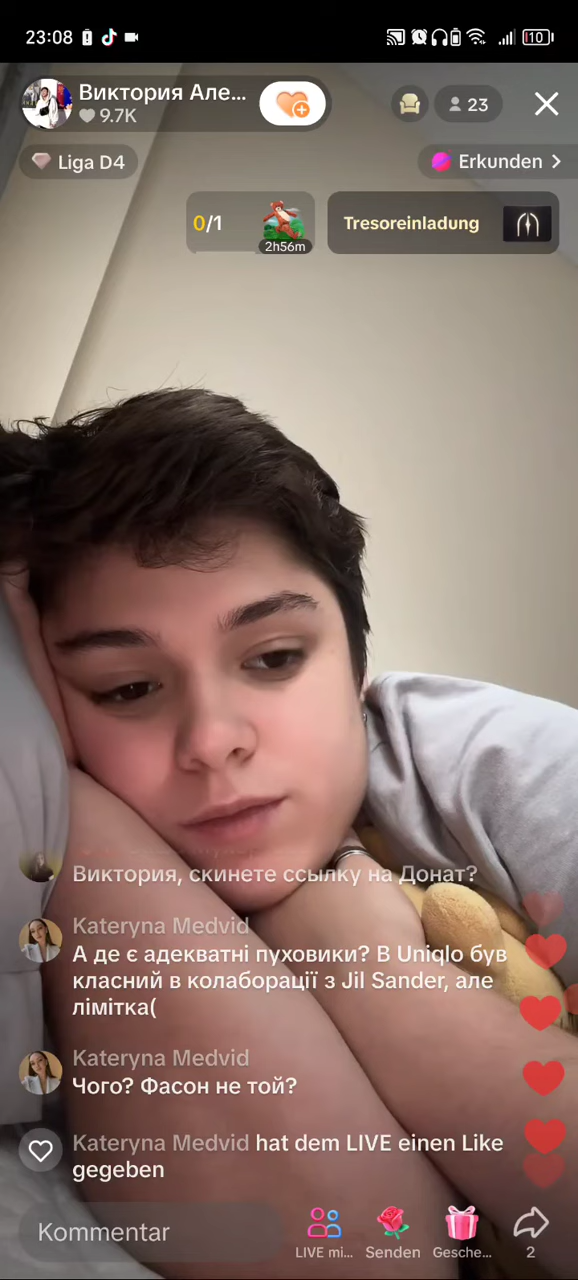 23:08
10
Виктория Але...
9.7K
23
Liga D4
Erkunden
0/1
2h56m
Tresoreinladung
Виктория, скинете ссылку на Донат?
Kateryna Medvid
А де є адекватні пуховики? В Uniqlo був
класний в колаборації з Jil Sander, але
лімітка(
Kateryna Medvid
Чого? Фасон не той?
Kateryna Medvid hat dem LIVE einen Like
gegeben
Kommentar
LIVE mi...
Senden
Gesche...
2